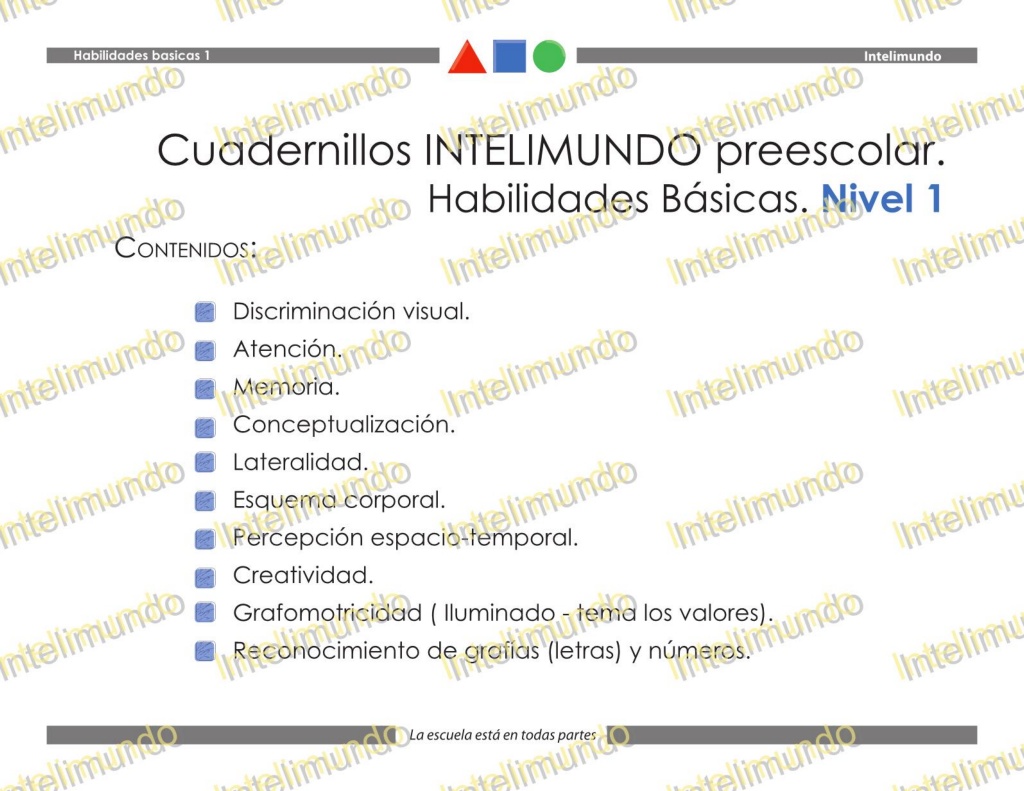 Habilidades basicas 1
Intelimundo
Cuadernillos INTELIMUNDO preescolar.
Habilidades Básicas. Nivel 1
CONTENIDOS:
Discriminación visual.
Atención.
Memoria.
Conceptualización.
Lateralidad.
Esquema corporal.
Percepción espacio-temporal.
Creatividad.
Grafomotricidad ( Iluminado - tema los valores).
Reconocimiento de grafías (letras) y números.
La escuela está en todas partes